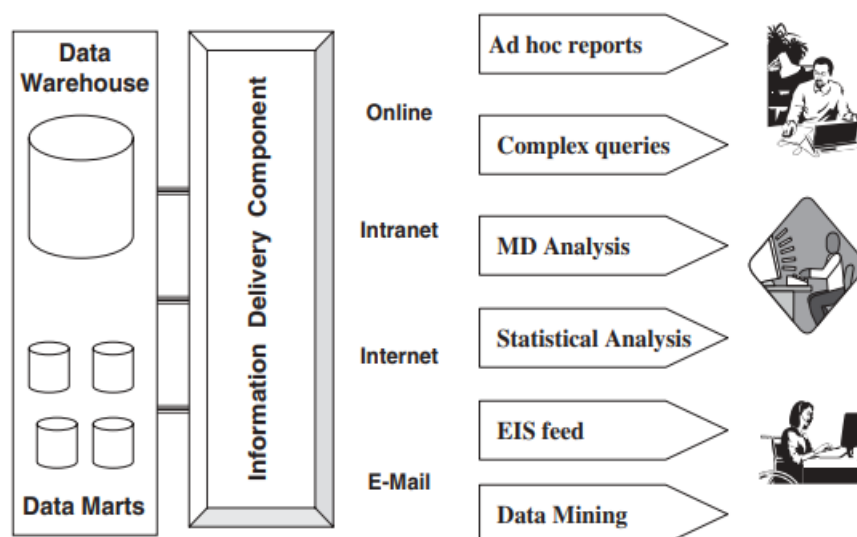 Data
Warehouse
Data Marts
Information Delivery Component
Online
Intranet
Internet
E-Mail
Ad hoc reports
Complex queries
MD Analysis
Statistical Analysis
EIS feed
Data Mining